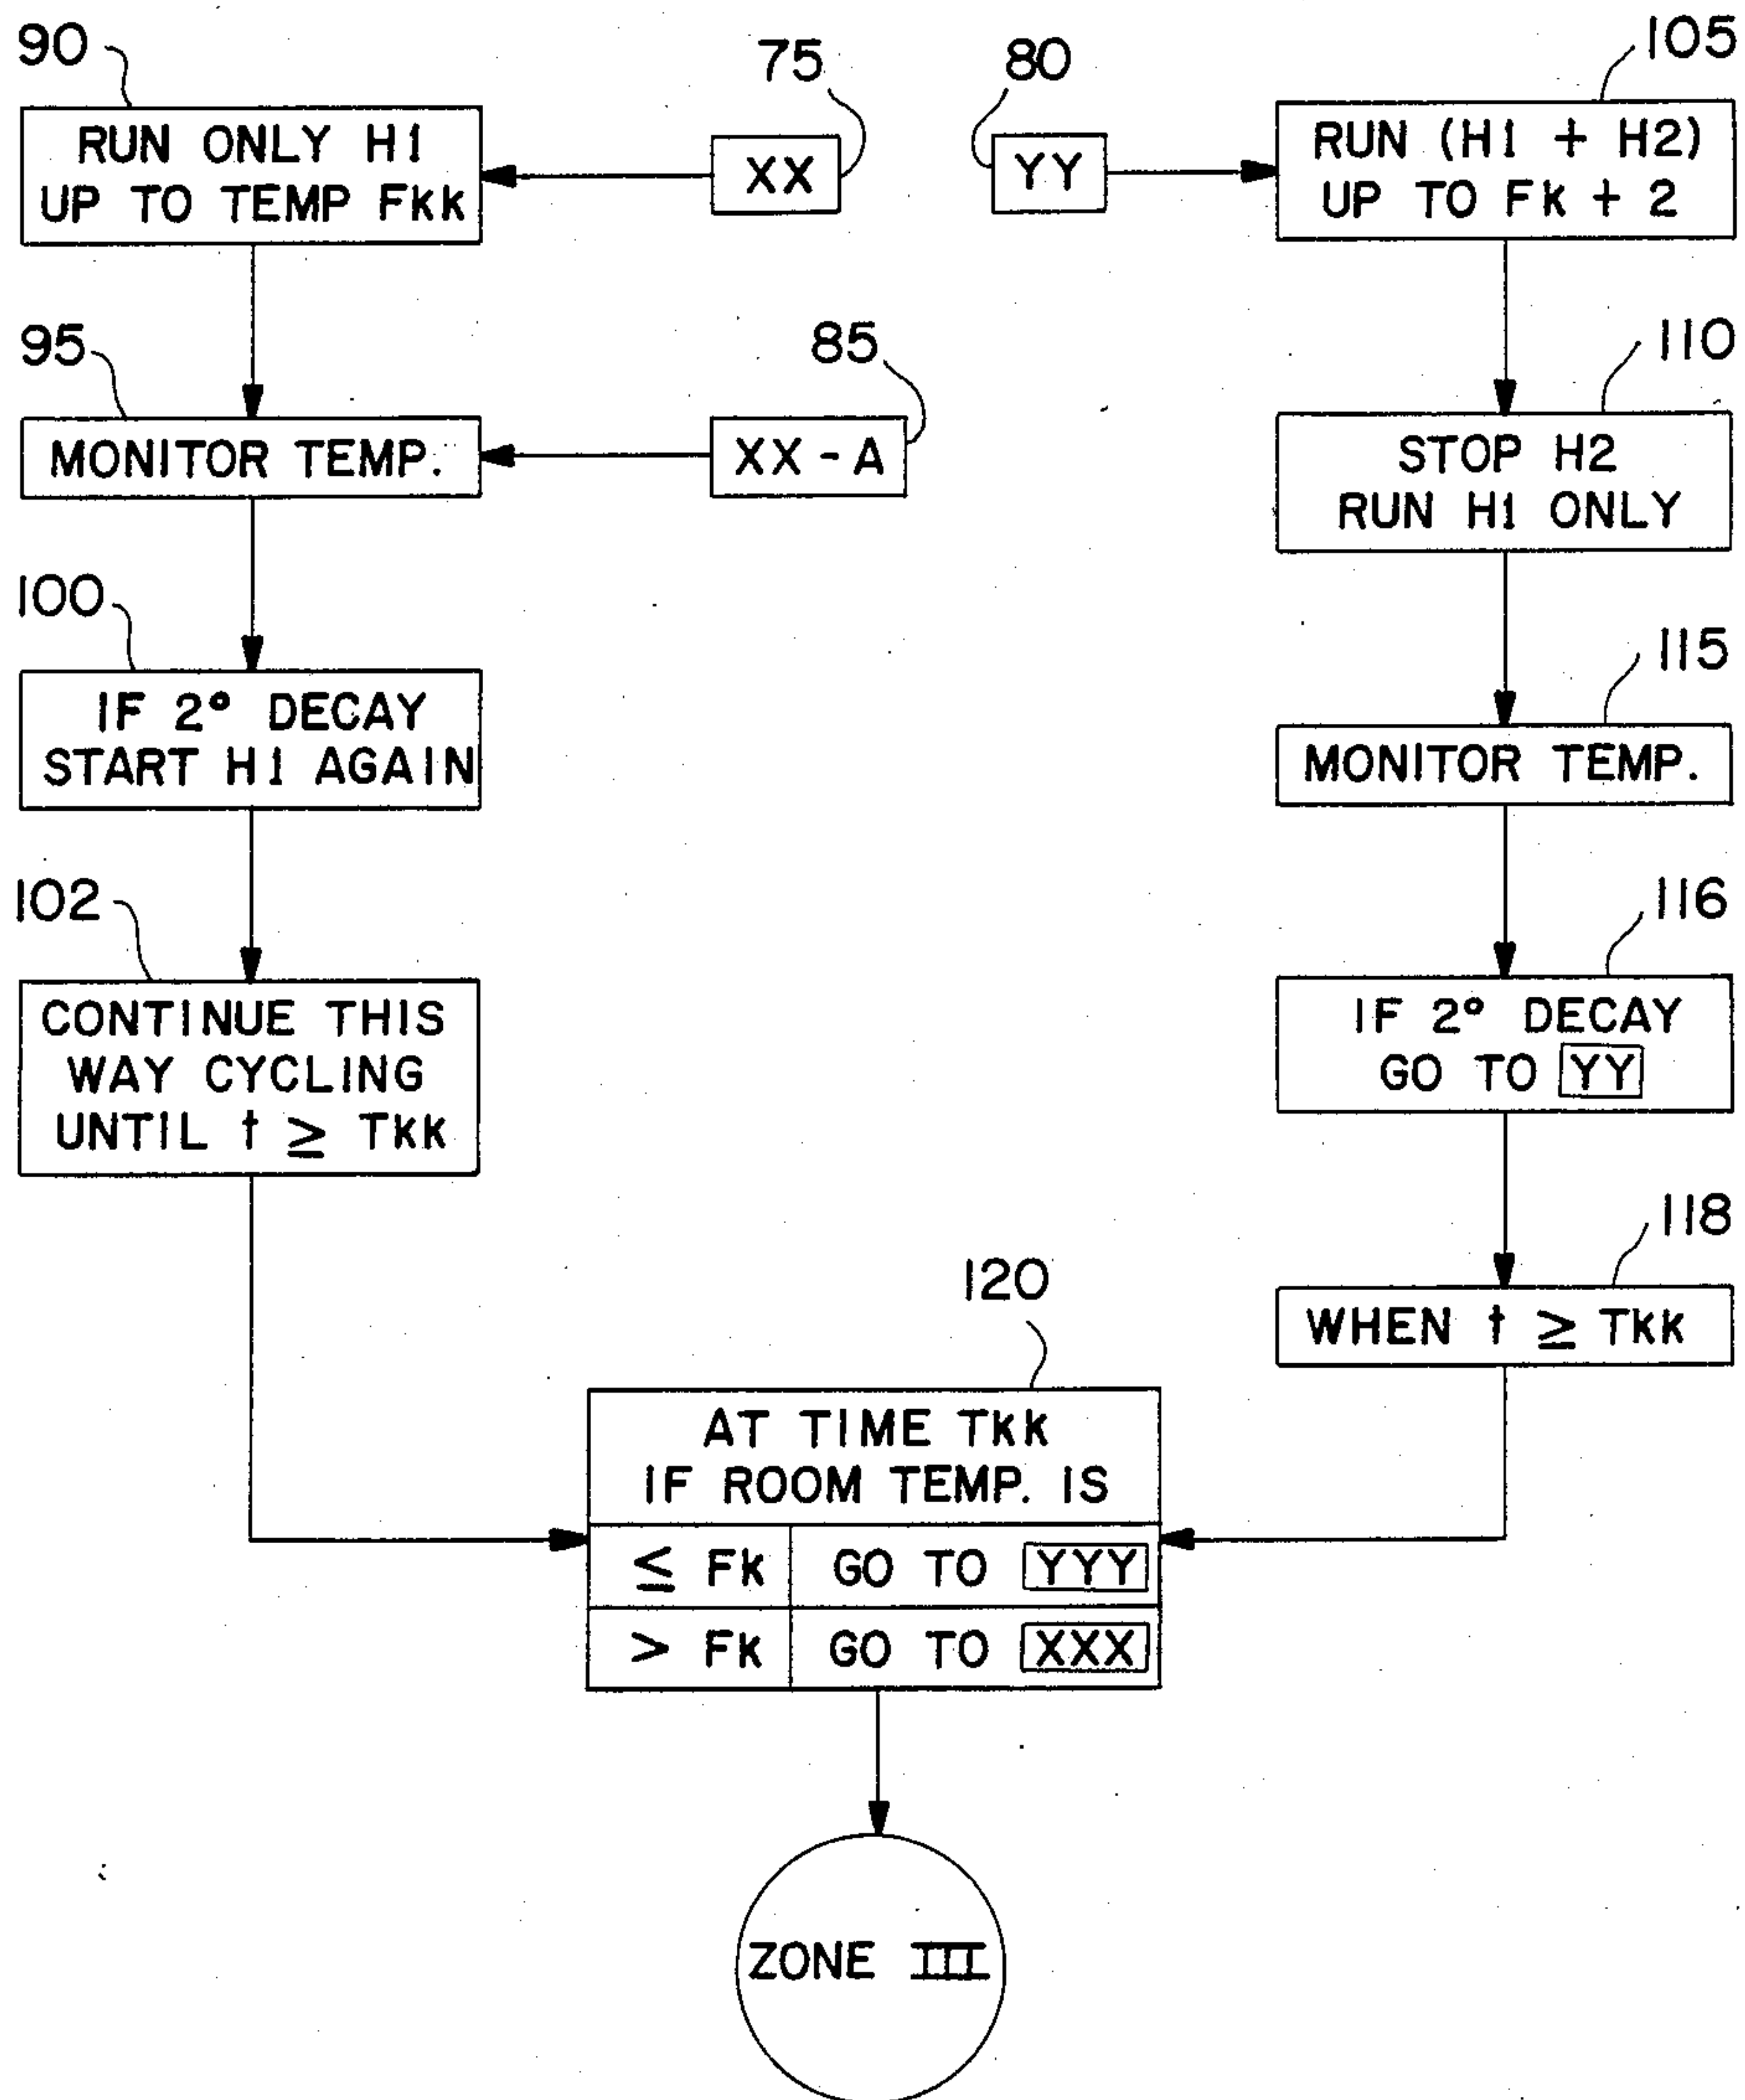 90
75
80
105
RUN ONLY H1
UP TO TEMP FKK
XX
YY
RUN (H1 + H2)
UP TO FK + 2
95
85
110
MONITOR TEMP.
XX - A
STOP H2
RUN H1 ONLY
100
115
IF 2° DECAY
START H1 AGAIN
MONITOR TEMP.
102
116
CONTINUE THIS
WAY CYCLING
UNTIL t ≥ TKK
IF 2° DECAY
GO TO YY
118
WHEN t ≥ TKK
120
AT TIME TKK
IF ROOM TEMP. IS
≤ FK GO TO YYY
> FK GO TO XXX
ZONE III